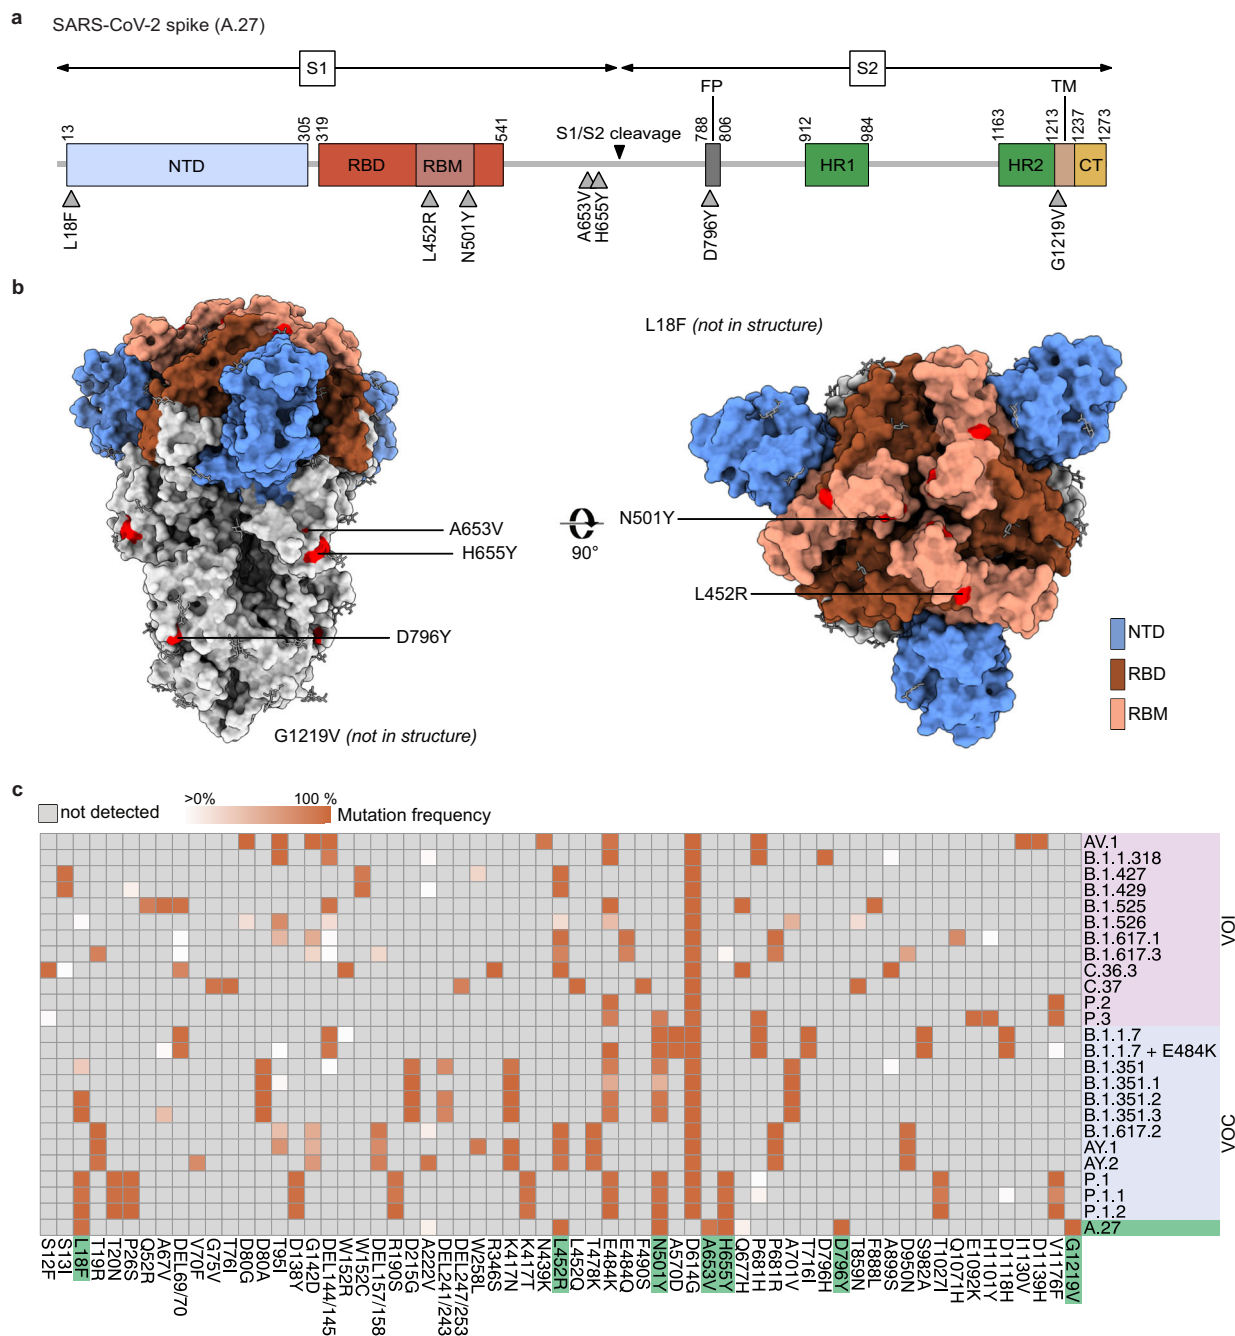 a
SARS-CoV-2 spike (A.27)
S1
S2
FP
TM
S1/S2 cleavage
13
305
319
541
788
806
912
984
1163
1213
1237
1273
NTD
RBD
RBM
HR1
HR2
CT
L18F
L452R
N501Y
A653V
H655Y
D796Y
G1219V
b
L18F (not in structure)
A653V
H655Y
D796Y
G1219V (not in structure)
90°
N501Y
L452R
NTD
RBD
RBM
c
not detected
>0%
100 %
Mutation frequency
AV.1
B.1.1.318
B.1.427
B.1.429
B.1.525
B.1.526
B.1.617.1
B.1.617.3
C.36.3
C.37
P.2
P.3
B.1.1.7
B.1.1.7 + E484K
B.1.351
B.1.351.1
B.1.351.2
B.1.351.3
B.1.617.2
AY.1
AY.2
P.1
P.1.1
P.1.2
A.27
VOI
VOC
S12F
S13I
L18F
T19R
T20N
P26S
Q52R
A67V
DEL69/70
V70F
G75V
T76I
D80G
D80A
T95I
G142D
DEL144/145
W152R
W152C
DEL157/158
R190S
D215G
A222V
DEL241/243
DEL247/253
W258L
R346S
K417N
K417T
N439K
L452R
L452Q
T478K
E484K
E484Q
F490S
N501Y
A570D
D614G
A653V
H655Y
Q677H
P681H
P681R
A701V
T716I
D796H
D796Y
T859N
F888L
A899S
D950N
S982A
T1027I
Q1071H
E1092K
H1101Y
D1118H
I1130V
D1139H
V1176F
G1219V
D138Y